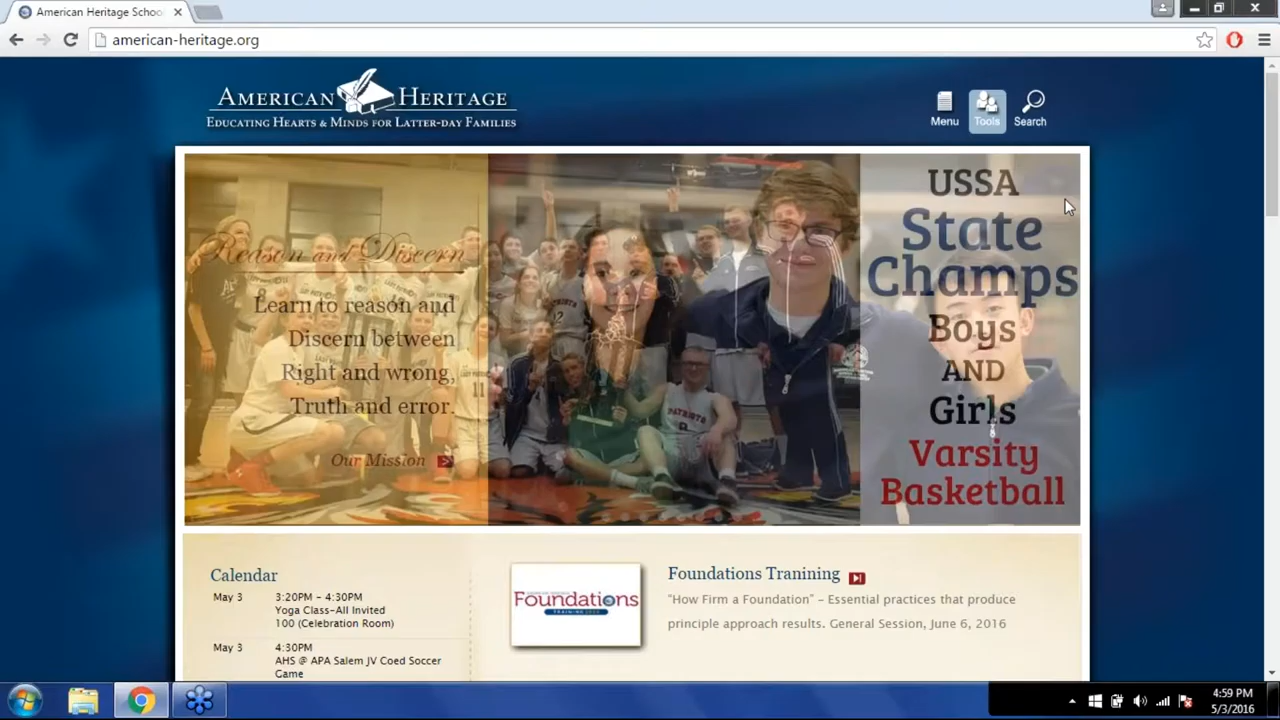 American Heritage Schoo
american-heritage.org
AMERICAN HERITAGE
EDUCATING HEARTS & MINDS FOR LATTER-DAY FAMILIES
Menu
Tools
Search
Reason and Discern
Learn to reason and
Discern between
Right and wrong,
Truth and error.
Our Mission
USSA
State
Champs
Boys
AND
Girls
Varsity
Basketball
PATRIOTS
Calendar
May 3
3:20PM - 4:30PM
Yoga Class-All Invited
100 (Celebration Room)
May 3
4:30PM
AHS @ APA Salem JV Coed Soccer
Game
Foundations
Foundations Tranining
"How Firm a Foundation" – Essential practices that produce
principle approach results. General Session, June 6, 2016
4:59 PM
5/3/2016